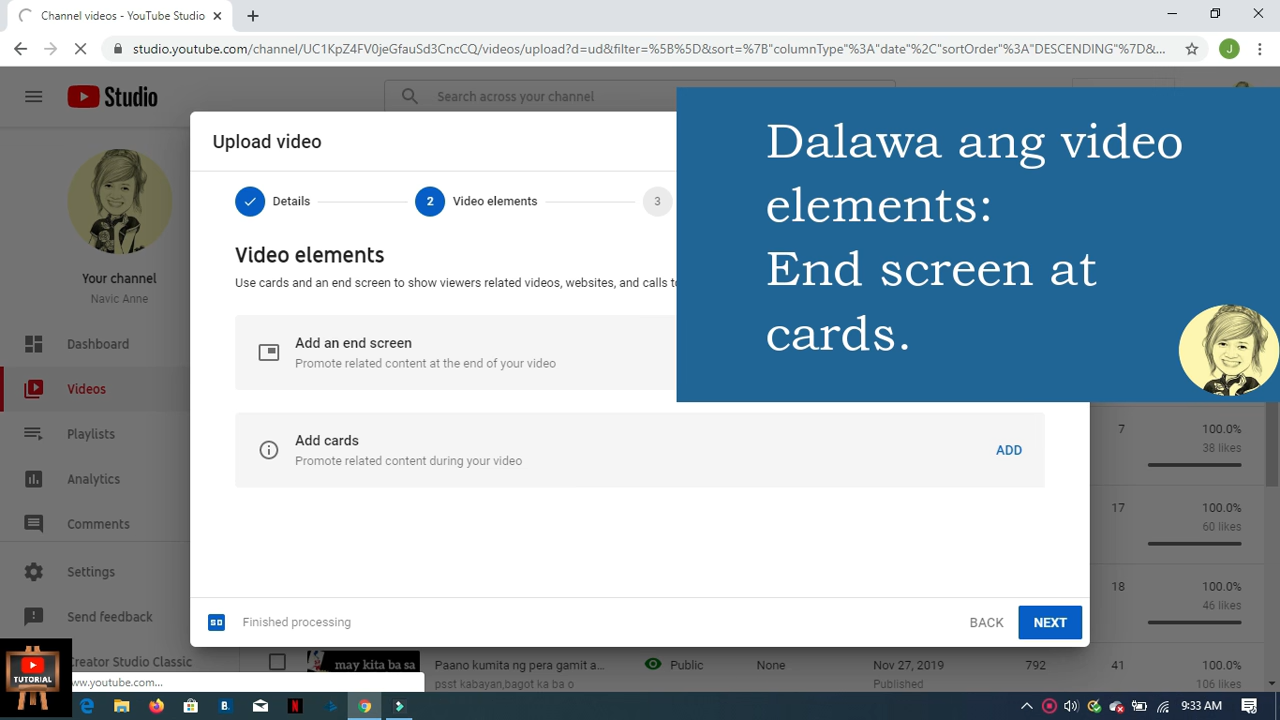 Channel videos - YouTube Studio
studio.youtube.com/channel/UC1KpZ4FV0jeGfauSd3CncCQ/videos/upload?d=ud&filter=%5B%5D&sort=%7B"columnType"%3A"date"%2C"sortOrder"%3A"DESCENDING"%7D&...
J
Studio
Search across your channel
Upload video
Details
2
Video elements
3
Dalawa ang video
elements:
End screen at
cards.
Video elements
Use cards and an end screen to show viewers related videos, websites, and calls
Add an end screen
Promote related content at the end of your video
Add cards
Promote related content during your video
ADD
Your channel
Navic Anne
Dashboard
Videos
Playlists
Analytics
Comments
Settings
Send feedback
Creator Studio Classic
7
100.0%
38 likes
17
100.0%
60 likes
18
100.0%
46 likes
SD
Finished processing
BACK
NEXT
may kita ba sa
Paano kumita ng pera gamit a...
psst kabayan,bagot ka ba o
Public
None
Nov 27, 2019
Published
792
41
100.0%
106 likes
TUTORIAL
ww.youtube.com...
9:33 AM